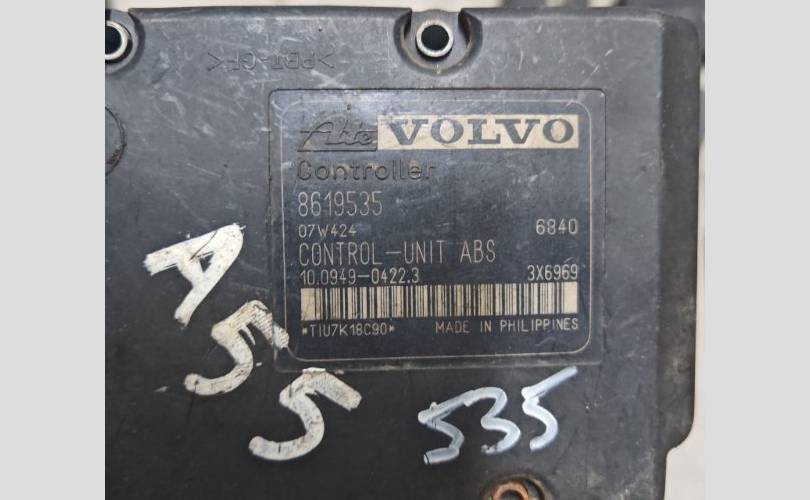 >PBT-GF<
Ate VOLVO
Controller
8619535
07W424 6840
CONTROL-UNIT ABS
10.0949-0422.3 3X6969
*TIU7K18C90* MADE IN PHILIPPINES
A55
535